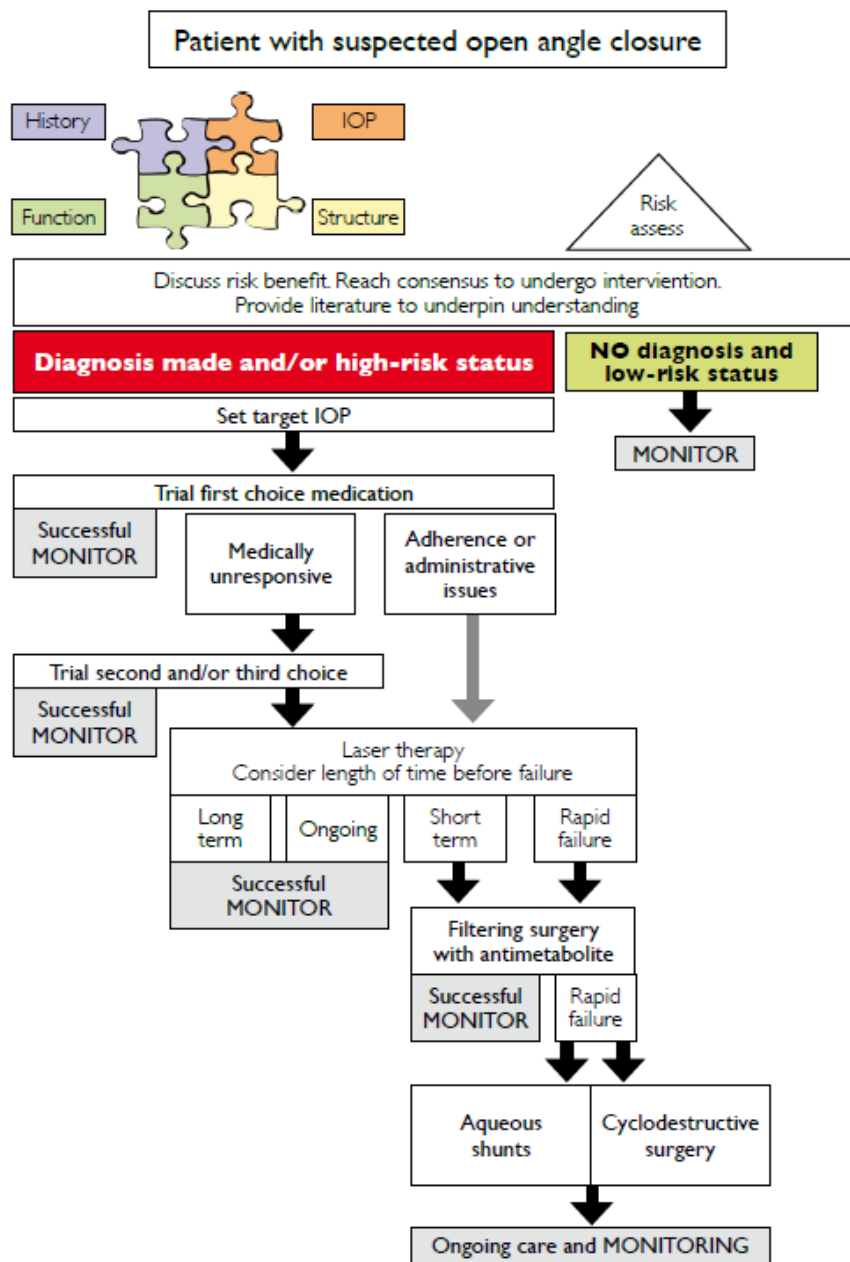 Patient with suspected open angle closure
History
IOP
Function
Structure
Risk
assess
Discuss risk benefit. Reach consensus to undergo interviention.
Provide literature to underpin understanding
Diagnosis made and/or high-risk status
NO diagnosis and
low-risk status
Set target IOP
MONITOR
Trial first choice medication
Successful
MONITOR
Medically
unresponsive
Adherence or
administrative
issues
Trial second and/or third choice
Successful
MONITOR
Laser therapy
Consider length of time before failure
Long
term
Ongoing
Short
term
Rapid
failure
Successful
MONITOR
Filtering surgery
with antimetabolite
Successful
MONITOR
Rapid
failure
Aqueous
shunts
Cyclodestructive
surgery
Ongoing care and MONITORING